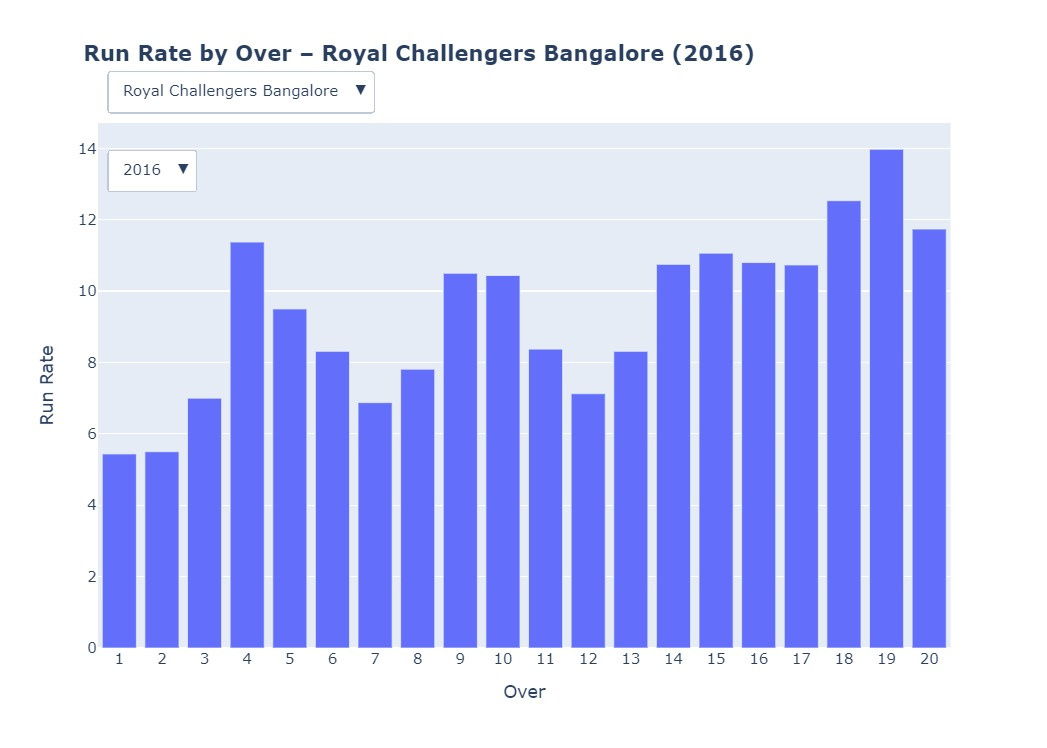 Run Rate by Over – Royal Challengers Bangalore (2016)
Royal Challengers Bangalore ▼
2016 ▼
14
12
10
8
6
4
2
0
Run Rate
1 2 3 4 5 6 7 8 9 10 11 12 13 14 15 16 17 18 19 20
Over